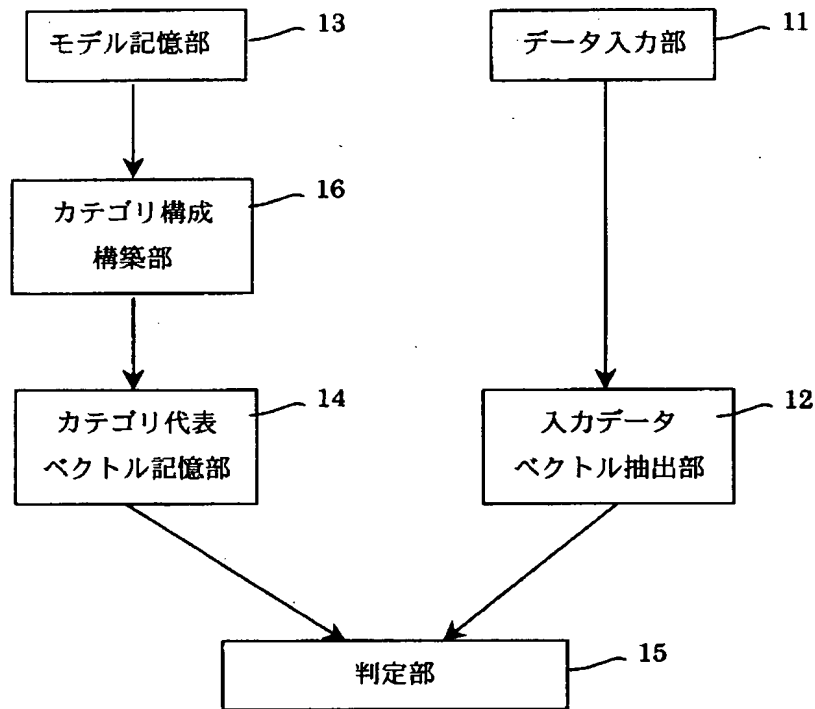 モデル記憶部
13
データ入力部
11
カテゴリ構成
構築部
16
カテゴリ代表
ベクトル記憶部
14
入力データ
ベクトル抽出部
12
判定部
15